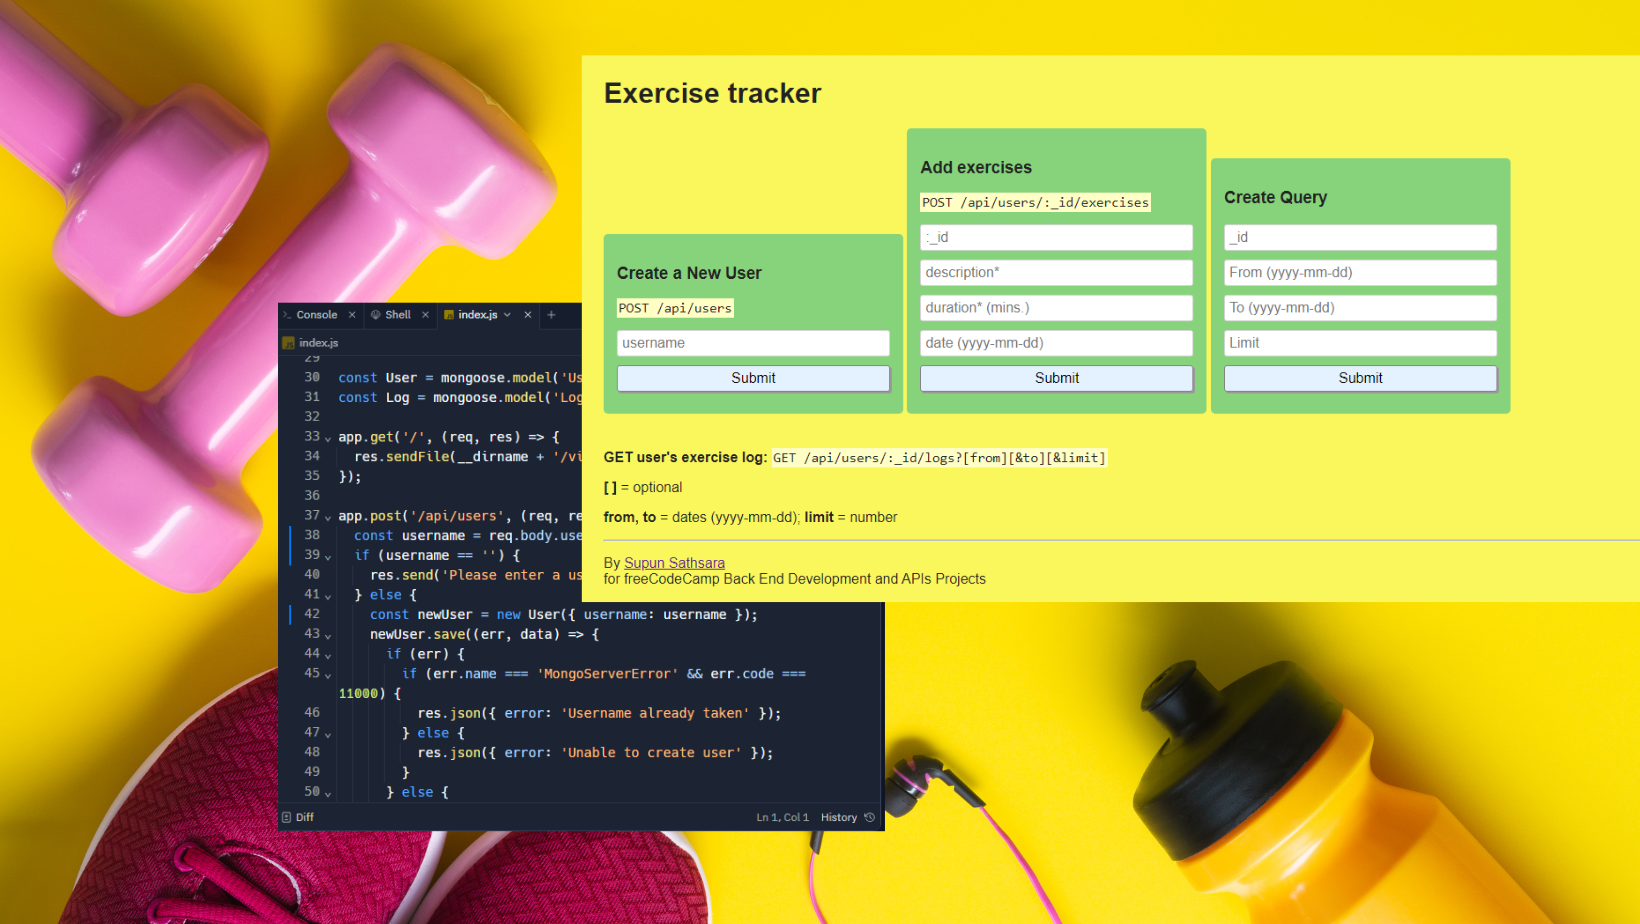 Exercise tracker
Create a New User
POST /api/users
username
Submit
Add exercises
POST /api/users/:_id/exercises
:_id
description*
duration* (mins.)
date (yyyy-mm-dd)
Submit
Create Query
_id
From (yyyy-mm-dd)
To (yyyy-mm-dd)
Limit
Submit
GET user's exercise log: GET /api/users/:_id/logs?[from][&to][&limit]
[ ] = optional
from, to = dates (yyyy-mm-dd); limit = number
By Supun Sathsara
for freeCodeCamp Back End Development and APIs Projects
Console Shell index.js
JS index.js
29
30 const User = mongoose.model('Us
31 const Log = mongoose.model('Log
32
33 app.get('/', (req, res) => {
34 res.sendFile(__dirname + '/vi
35 });
36
37 app.post('/api/users', (req, re
38 const username = req.body.use
39 if (username == '') {
40 res.send('Please enter a us
41 } else {
42 const newUser = new User({ username: username });
43 newUser.save((err, data) => {
44 if (err) {
45 if (err.name === 'MongoServerError' && err.code ===
11000) {
46 res.json({ error: 'Username already taken' });
47 } else {
48 res.json({ error: 'Unable to create user' });
49 }
50 } else {
Diff Ln 1, Col 1 History